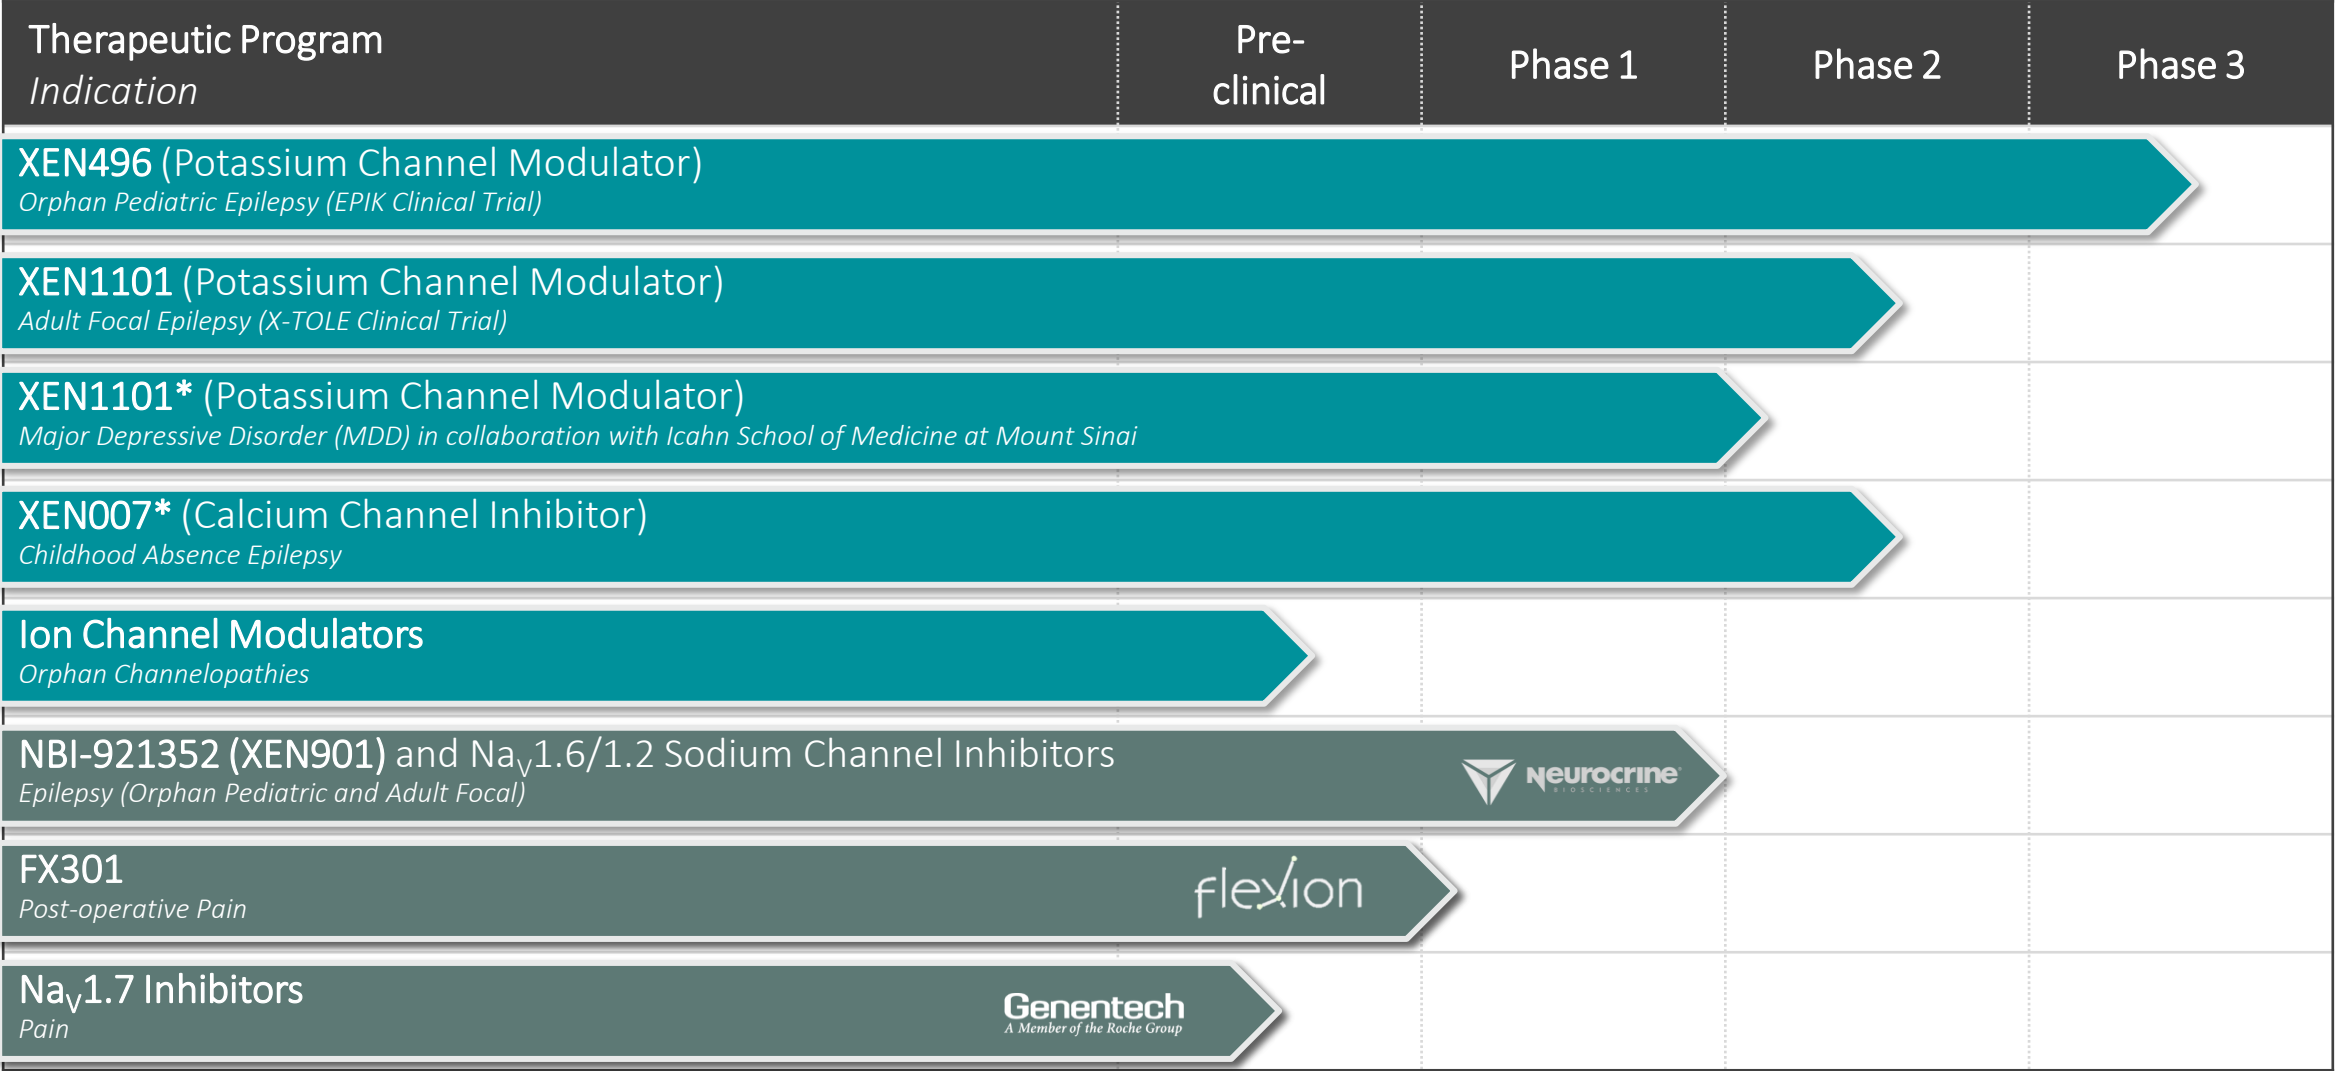 Therapeutic Program
Indication
Pre-
clinical
Phase 1
Phase 2
Phase 3
XEN496 (Potassium Channel Modulator)
Orphan Pediatric Epilepsy (EPIK Clinical Trial)
XEN1101 (Potassium Channel Modulator)
Adult Focal Epilepsy (X-TOLE Clinical Trial)
XEN1101* (Potassium Channel Modulator)
Major Depressive Disorder (MDD) in collaboration with Icahn School of Medicine at Mount Sinai
XEN007* (Calcium Channel Inhibitor)
Childhood Absence Epilepsy
Ion Channel Modulators
Orphan Channelopathies
NBI-921352 (XEN901) and NaV1.6/1.2 Sodium Channel Inhibitors
Epilepsy (Orphan Pediatric and Adult Focal)
Neurocrine
BIOSCIENCES
FX301
Post-operative Pain
flexion
NaV1.7 Inhibitors
Pain
Genentech
A Member of the Roche Group